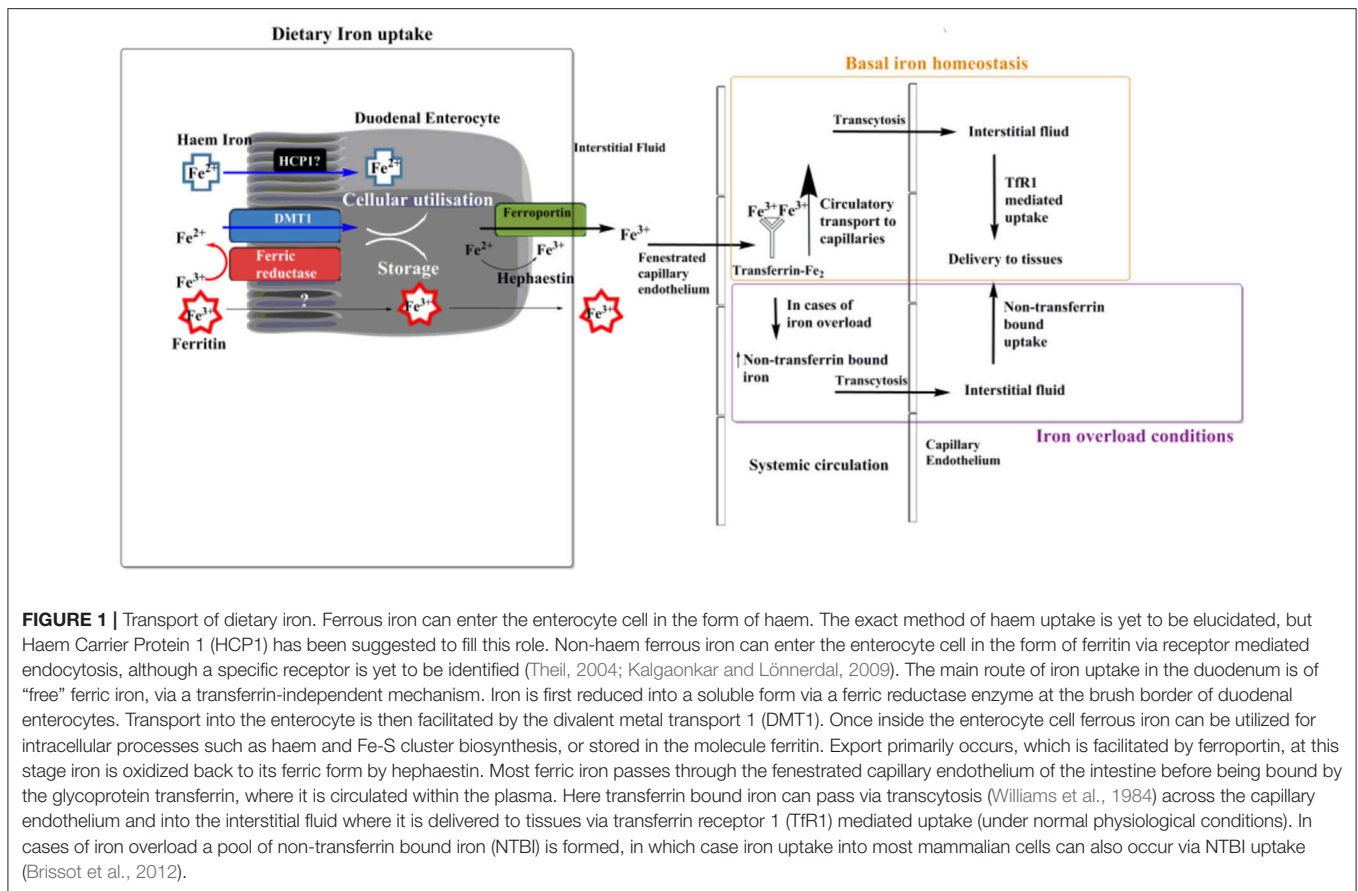 Dietary Iron uptake
Duodenal Enterocyte
Haem Iron
HCP1?
Fe2+
Fe2+
Cellular utilisation
DMT1
Fe2+
Ferric
reductase
Fe3+
Storage
Fe2+
Fe3+
Hephaestin
Ferroportin
?
Fe3+
Fe3+
Fe3+
Ferritin
Interstitial Fluid
Fe3+
Fenestrated
capillary
endothelium
Basal iron homeostasis
Transcytosis
Interstitial fliud
Fe3+Fe3+
Circulatory
transport to
capillaries
TfR1
mediated
uptake
Transferrin-Fe2
Delivery to tissues
In cases of
iron overload
Non-transferrin
bound
uptake
↑Non-transferrin bound
iron
Transcytosis
Interstitial fluid
Iron overload conditions
Systemic circulation
Capillary
Endothelium
FIGURE 1 | Transport of dietary iron. Ferrous iron can enter the enterocyte cell in the form of haem. The exact method of haem uptake is yet to be elucidated, but
Haem Carrier Protein 1 (HCP1) has been suggested to fill this role. Non-haem ferrous iron can enter the enterocyte cell in the form of ferritin via receptor mediated
endocytosis, although a specific receptor is yet to be identified (Theil, 2004; Kalgaonkar and Lönnerdal, 2009). The main route of iron uptake in the duodenum is of
“free” ferric iron, via a transferrin-independent mechanism. Iron is first reduced into a soluble form via a ferric reductase enzyme at the brush border of duodenal
enterocytes. Transport into the enterocyte is then facilitated by the divalent metal transport 1 (DMT1). Once inside the enterocyte cell ferrous iron can be utilized for
intracellular processes such as haem and Fe-S cluster biosynthesis, or stored in the molecule ferritin. Export primarily occurs, which is facilitated by ferroportin, at this
stage iron is oxidized back to its ferric form by hephaestin. Most ferric iron passes through the fenestrated capillary endothelium of the intestine before being bound by
the glycoprotein transferrin, where it is circulated within the plasma. Here transferrin bound iron can pass via transcytosis (Williams et al., 1984) across the capillary
endothelium and into the interstitial fluid where it is delivered to tissues via transferrin receptor 1 (TfR1) mediated uptake (under normal physiological conditions). In
cases of iron overload a pool of non-transferrin bound iron (NTBI) is formed, in which case iron uptake into most mammalian cells can also occur via NTBI uptake
(Brissot et al., 2012).